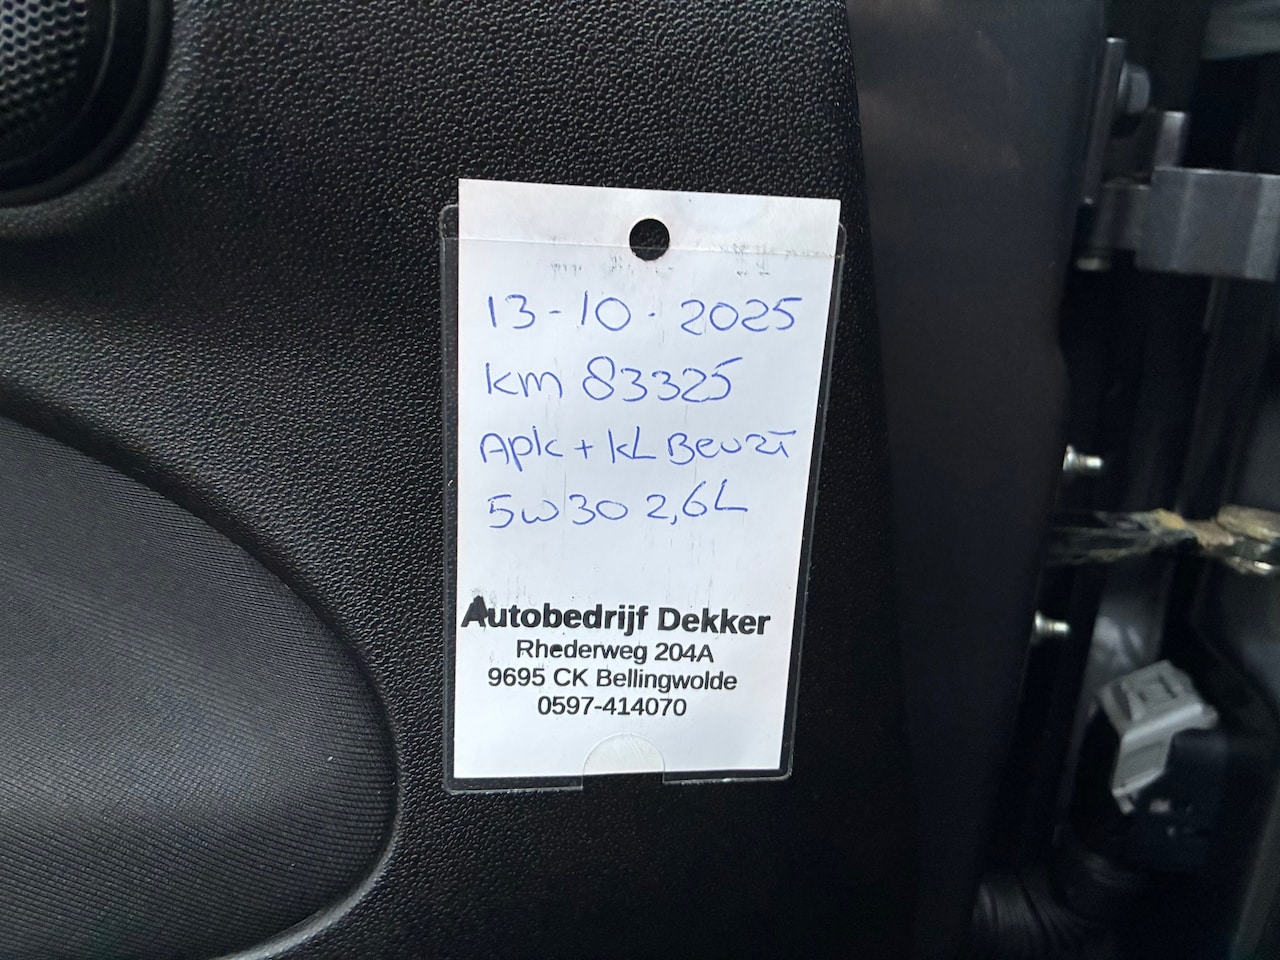 13-10-2025
km 83325
Apk + KL Beurt
5w30 2,6L
Autobedrijf Dekker
Rhederweg 204A
9695 CK Bellingwolde
0597-414070